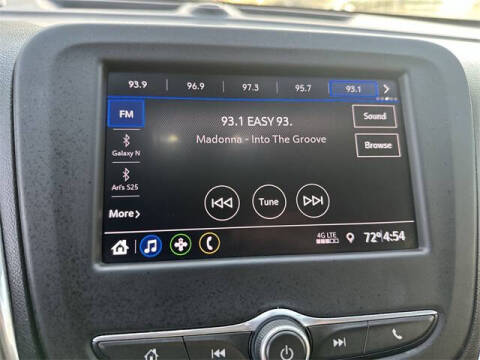 93.9 96.9 97.3 95.7 93.1
FM
93.1 EASY 93.
Sound
Madonna - Into The Groove
Browse
Galaxy N
Ari's S25
Tune
More
4G LTE
72° 4:54